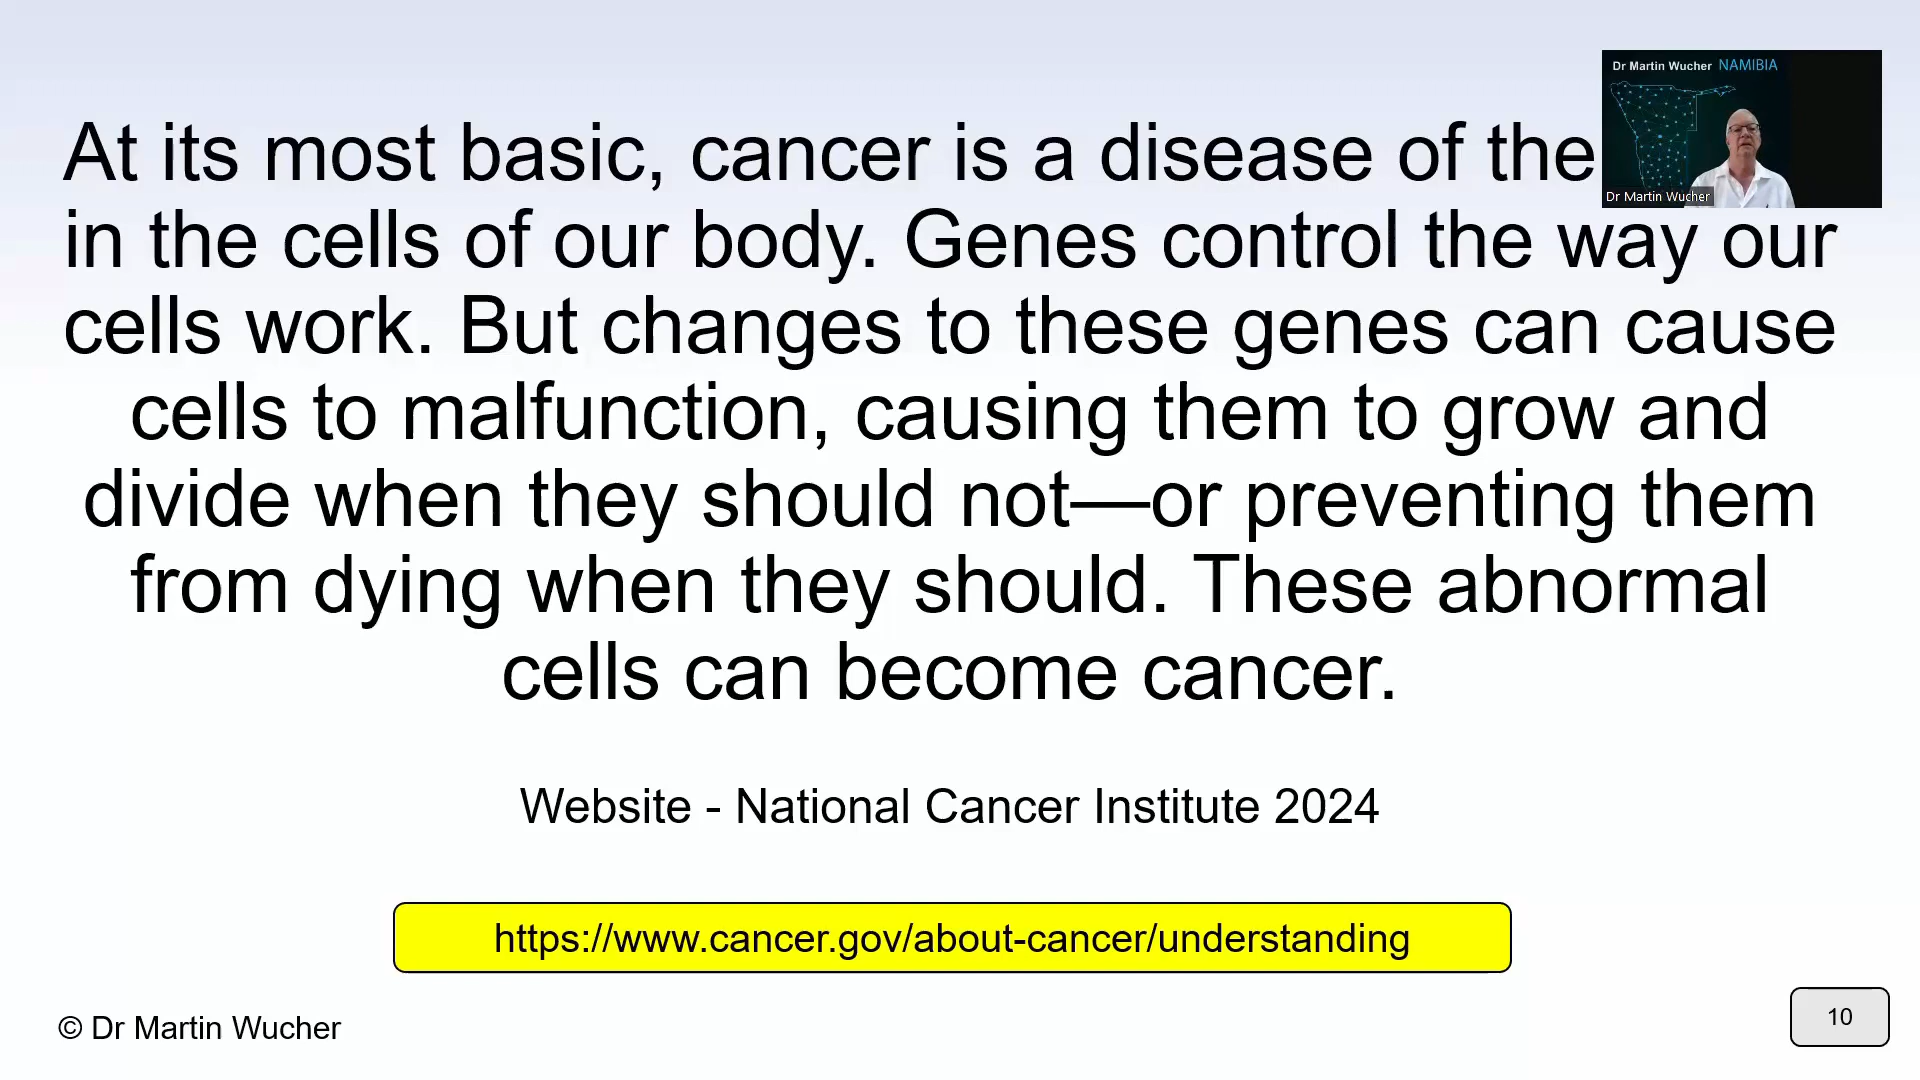 Dr Martin Wucher NAMIBIA
At its most basic, cancer is a disease of the
Dr Martin Wucher
in the cells of our body. Genes control the way our
cells work. But changes to these genes can cause
cells to malfunction, causing them to grow and
divide when they should not—or preventing them
from dying when they should. These abnormal
cells can become cancer.
Website - National Cancer Institute 2024
https://www.cancer.gov/about-cancer/understanding
© Dr Martin Wucher
10